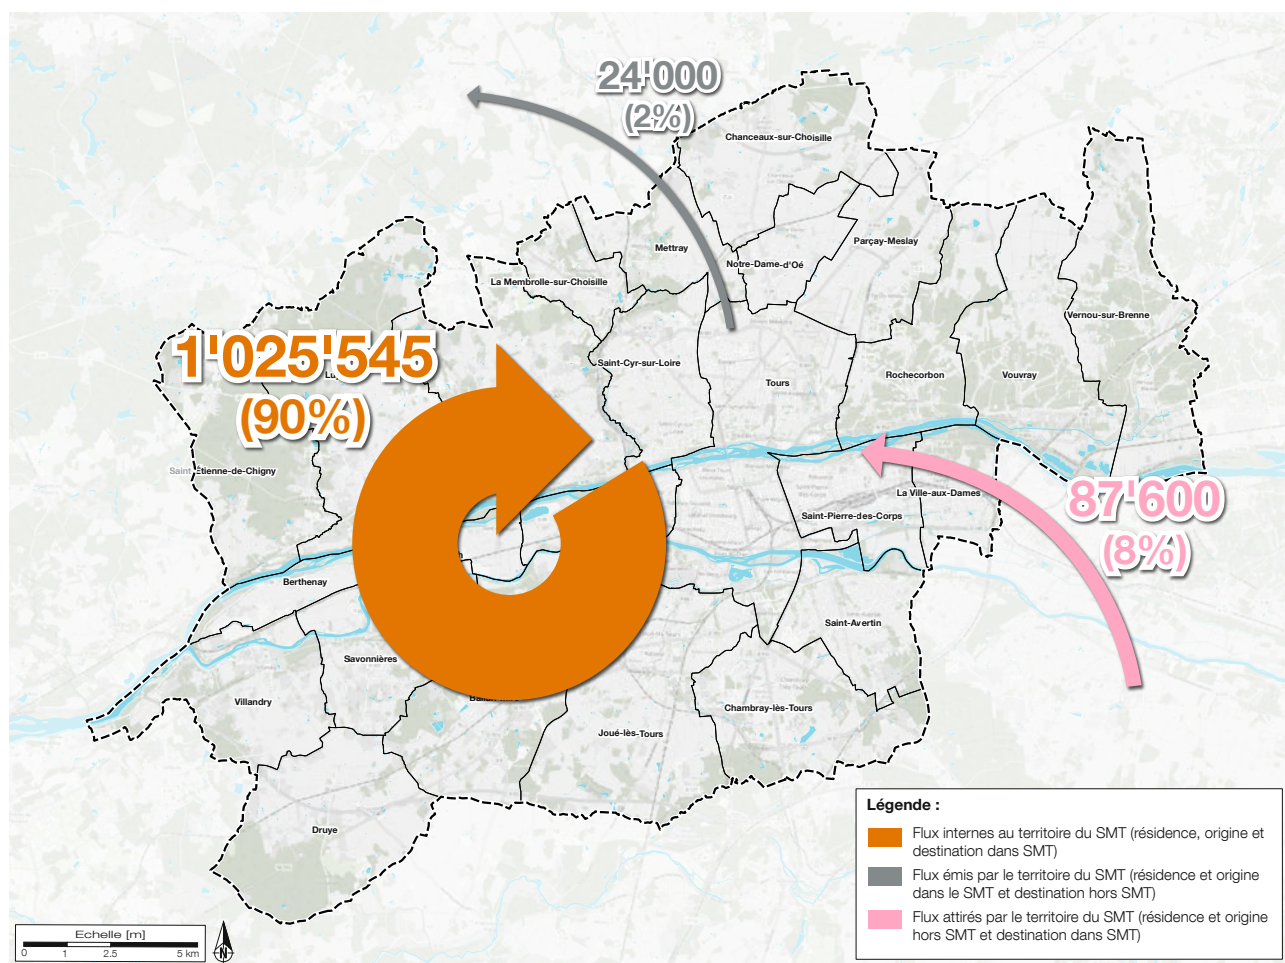 24'000
(2%)
Chanceaux-sur-Choisille
Parçay-Meslay
Mettray
Notre-Dame-d'Oé
La Membrolle-sur-Choisille
Vernou-sur-Brenne
1'025'545
(90%)
Saint-Cyr-sur-Loire
Tours
Rochecorbon
Vouvray
Saint-Étienne-de-Chigny
La Ville-aux-Dames
87'600
(8%)
Saint-Pierre-des-Corps
Berthenay
Saint-Avertin
Savonnières
Villandry
Chambray-lès-Tours
Joué-lès-Tours
Druye
Légende :
Flux internes au territoire du SMT (résidence, origine et
destination dans SMT)
Flux émis par le territoire du SMT (résidence et origine
dans le SMT et destination hors SMT)
Flux attirés par le territoire du SMT (résidence et origine
hors SMT et destination dans SMT)
Echelle [m]
0 1 2.5 5 km
N